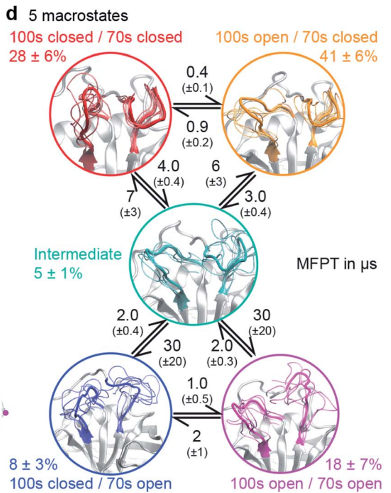 d 5 macrostates
100s closed / 70s closed
28 ± 6%
100s open / 70s closed
41 ± 6%
0.4
(±0.1)
0.9
(±0.2)
4.0
(±0.4)
6
(±3)
7
(±3)
3.0
(±0.4)
Intermediate
5 ± 1%
MFPT in µs
2.0
(±0.4)
30
(±20)
30
(±20)
2.0
(±0.3)
1.0
(±0.5)
2
(±1)
8 ± 3%
100s closed / 70s open
18 ± 7%
100s open / 70s open